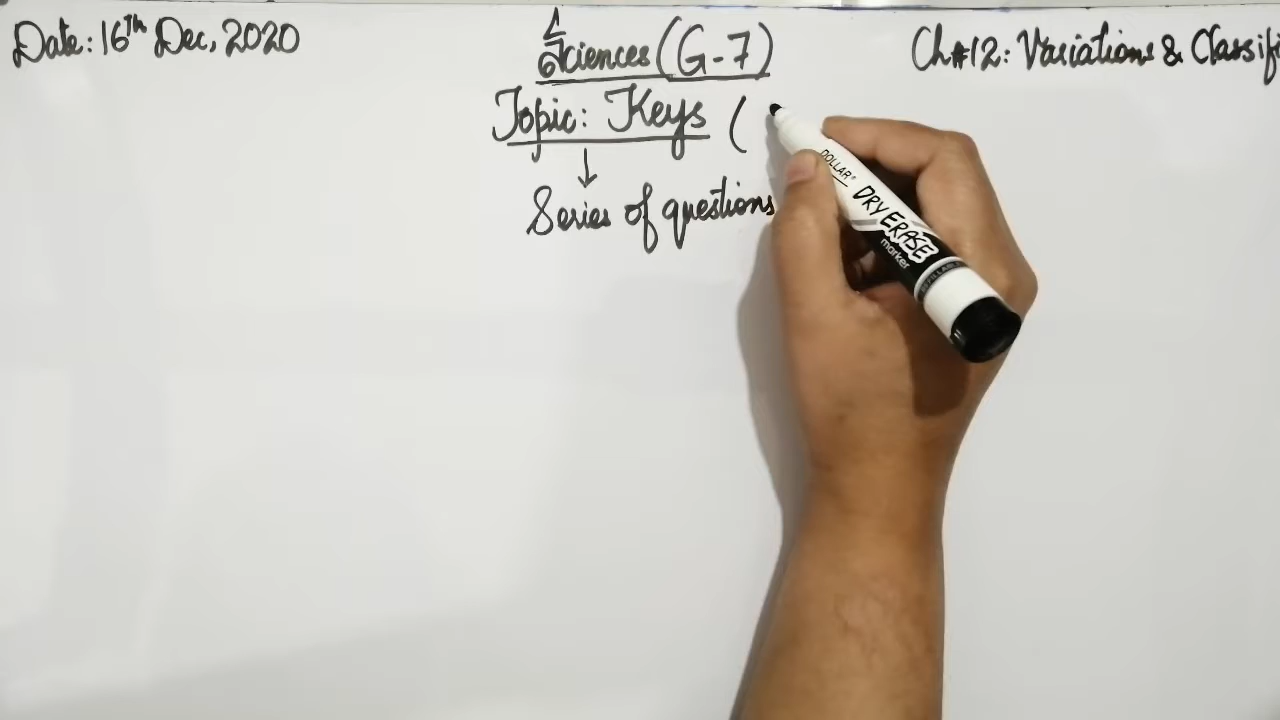 Date: 16th Dec, 2020
Sciences (G-7)
Ch#12: Variations & Classifi
Topic: Keys (
Series of questions
DOLLAR
DRY ERASE
marker